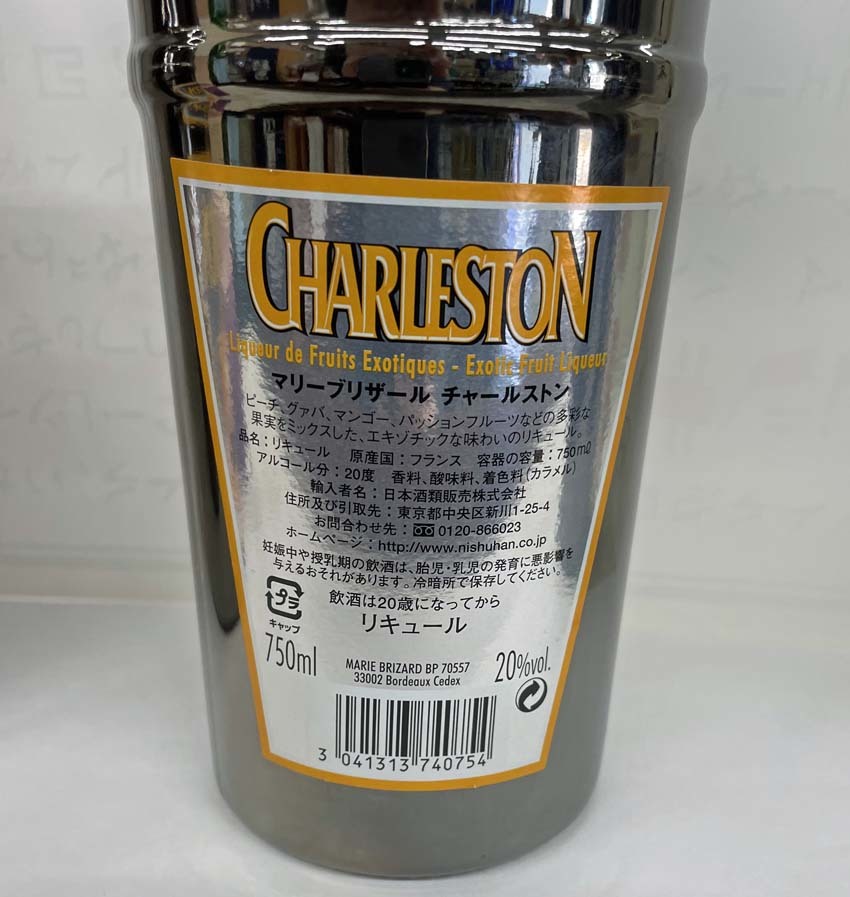 CHARLESTON
Liqueur de Fruits Exotiques - Exotic Fruit Liqueur
マリーブリザール チャールストン
ピーチ、グァバ、マンゴー、パッションフルーツなどの多彩な
果実をミックスした、エキゾチックな味わいのリキュール。
品名：リキュール 原産国：フランス 容器の容量：750mℓ
アルコール分：20度 香料、酸味料、着色料(カラメル)
輸入者名：日本酒類販売株式会社
住所及び引取先：東京都中央区新川1-25-4
お問合わせ先：0120-866023
ホームページ：http://www.nishuhan.co.jp
妊娠中や授乳期の飲酒は、胎児・乳児の発育に悪影響を
与えるおそれがあります。冷暗所で保存してください。
プラ
キャップ
飲酒は20歳になってから
リキュール
750ml
MARIE BRIZARD BP 70557
33002 Bordeaux Cedex
20%vol.
3 041313 740754